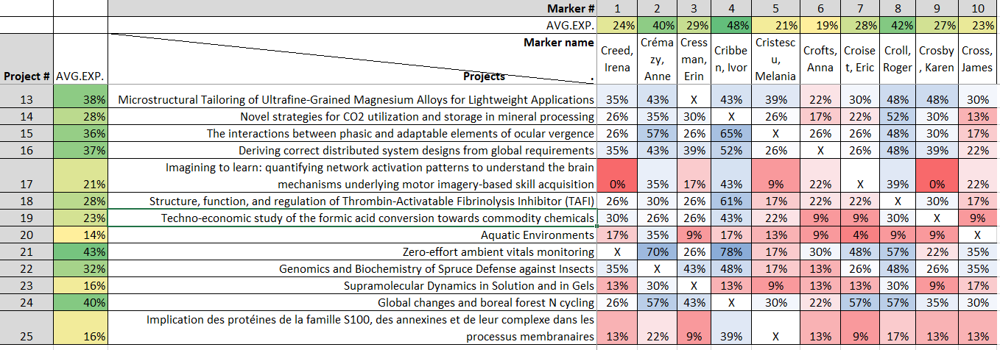 Marker # 1 2 3 4 5 6 7 8 9 10
AVG.EXP. 24% 40% 29% 48% 21% 19% 28% 42% 27% 23%
Project # AVG.EXP. Marker name Projects . Creed, Irena Crémazy, Anne Cressman, Erin Cribben, Ivor Cristescu, Melania Crofts, Anna Croiset, Eric Croll, Roger Crosby, Karen Cross, James
13 38% Microstructural Tailoring of Ultrafine-Grained Magnesium Alloys for Lightweight Applications 35% 43% X 43% 39% 22% 30% 48% 48% 30%
14 28% Novel strategies for CO2 utilization and storage in mineral processing 26% 35% 30% X 26% 17% 22% 52% 30% 13%
15 36% The interactions between phasic and adaptable elements of ocular vergence 26% 57% 26% 65% X 26% 26% 48% 30% 17%
16 37% Deriving correct distributed system designs from global requirements 35% 43% 39% 52% 26% X 26% 48% 39% 22%
Imagining to learn: quantifying network activation patterns to understand the brain
17 21% mechanisms underlying motor imagery-based skill acquisition 0% 35% 17% 43% 9% 22% X 39% 0% 22%
18 28% Structure, function, and regulation of Thrombin-Activatable Fibrinolysis Inhibitor (TAFI) 26% 30% 26% 61% 17% 22% 22% X 30% 17%
19 23% Techno-economic study of the formic acid conversion towards commodity chemicals 30% 26% 26% 43% 22% 9% 9% 30% X 9%
20 14% Aquatic Environments 17% 35% 9% 17% 13% 9% 4% 9% 9% X
21 43% Zero-effort ambient vitals monitoring X 70% 26% 78% 17% 30% 48% 57% 22% 35%
22 32% Genomics and Biochemistry of Spruce Defense against Insects 35% X 43% 48% 17% 13% 26% 48% 26% 35%
23 16% Supramolecular Dynamics in Solution and in Gels 13% 30% X 13% 9% 13% 13% 30% 9% 17%
24 40% Global changes and boreal forest N cycling 26% 57% 43% X 30% 22% 57% 57% 35% 30%
Implication des protéines de la famille S100, des annexines et de leur complexe dans les
25 16% processus membranaires 13% 22% 9% 39% X 13% 9% 17% 13% 13%